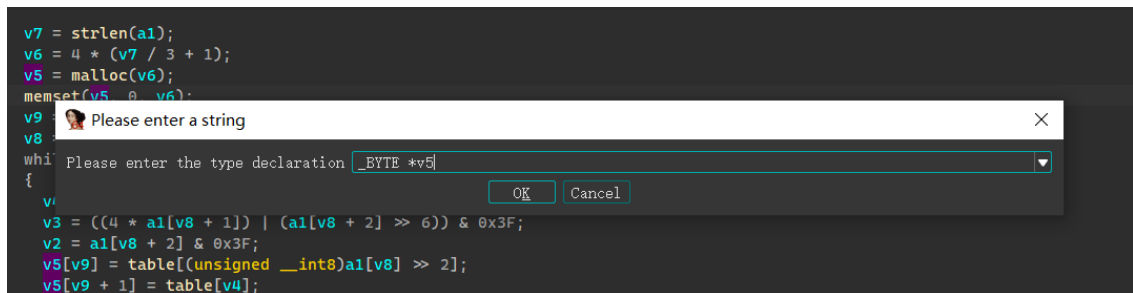 v7 = strlen(a1);
v6 = 4 * (v7 / 3 + 1);
v5 = malloc(v6);
memset(v5, 0, v6);
v9
Please enter a string
v8
whi
Please enter the type declaration _BYTE *v5
{
OK Cancel
v3 = ((4 * a1[v8 + 1]) | (a1[v8 + 2] >> 6)) & 0x3F;
v2 = a1[v8 + 2] & 0x3F;
v5[v9] = table[(unsigned __int8)a1[v8] >> 2];
v5[v9 + 1] = table[v4];